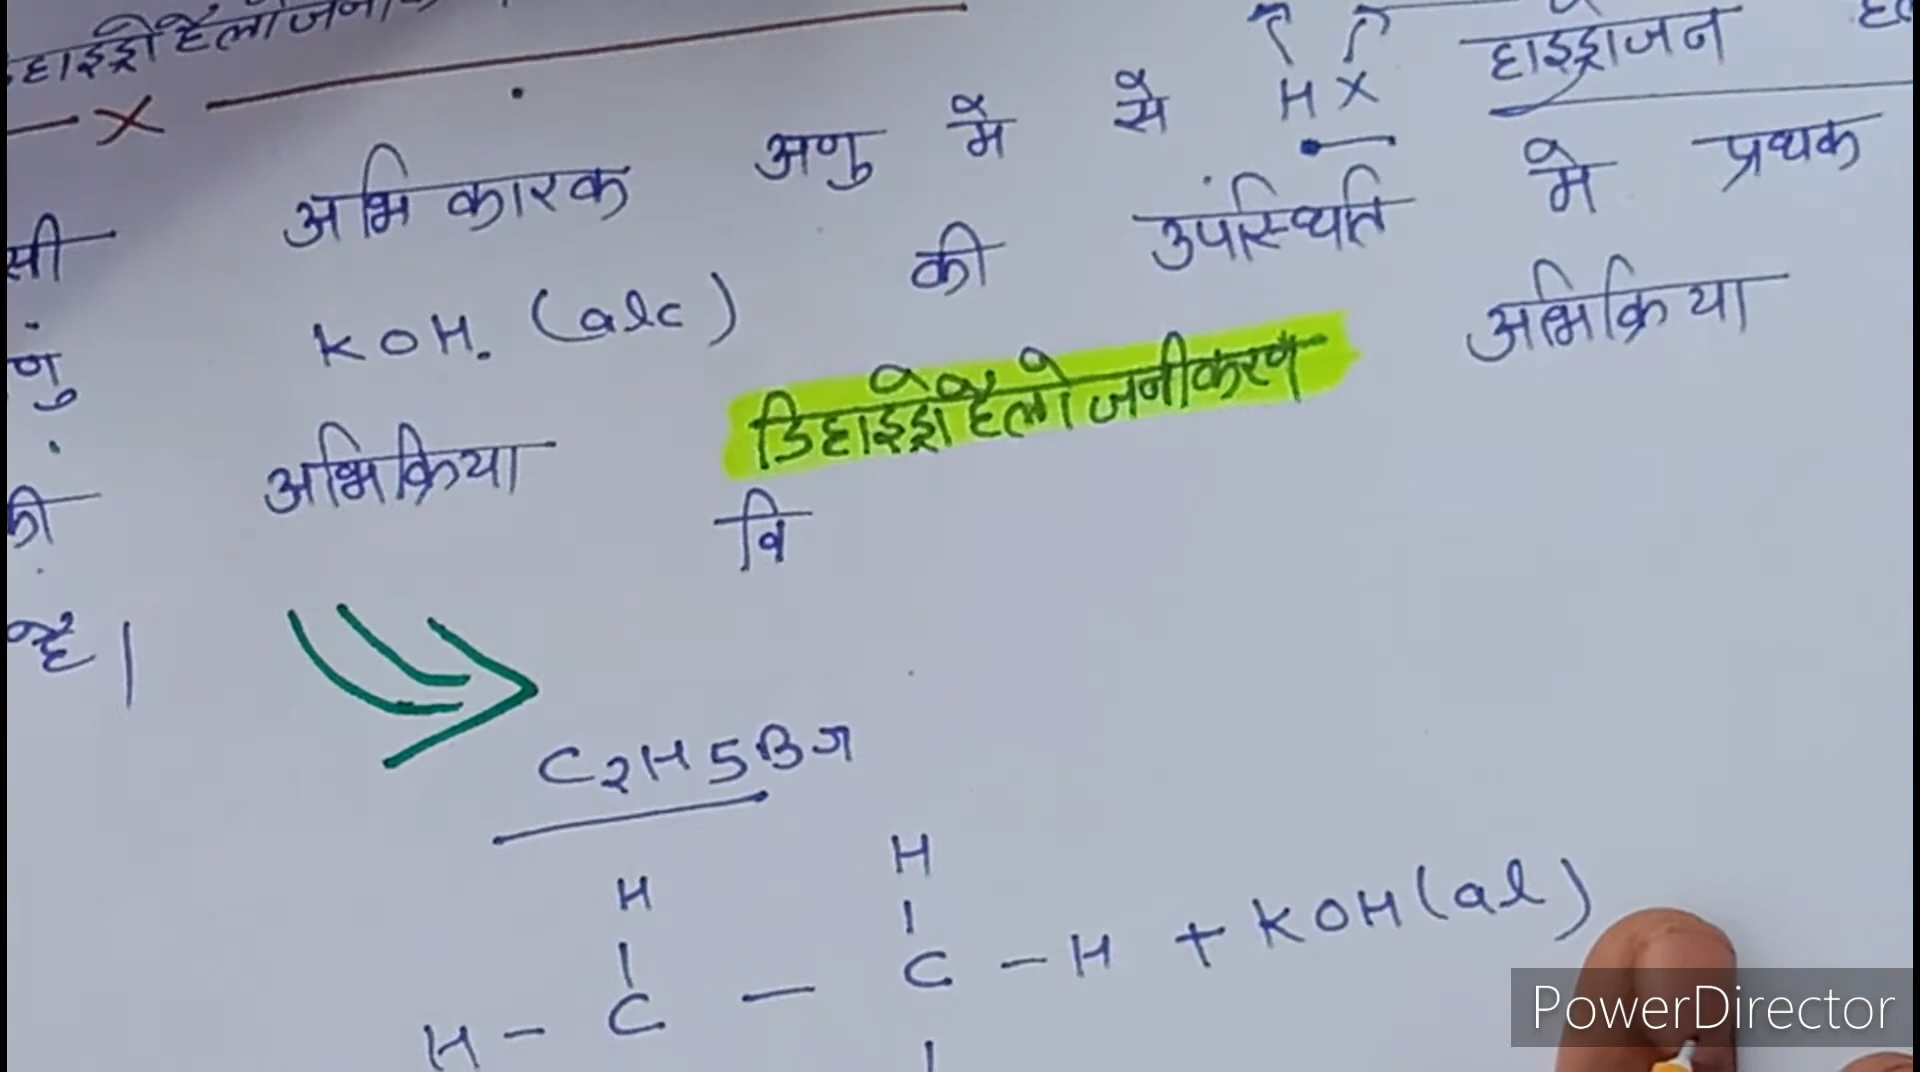 हाइड्रोहैलोजनी
X
सी अभिकारक अणु मे से HX हाइड्रोजन
णुं KOH. (alc) की उपस्थिति मे प्रथक
की अभिक्रिया डिहाइड्रोहैलोजनीकरण अभिक्रिया
है। वि
C2H5Br
H H
| |
H - C - C - H + KOH (al)
|
PowerDirector